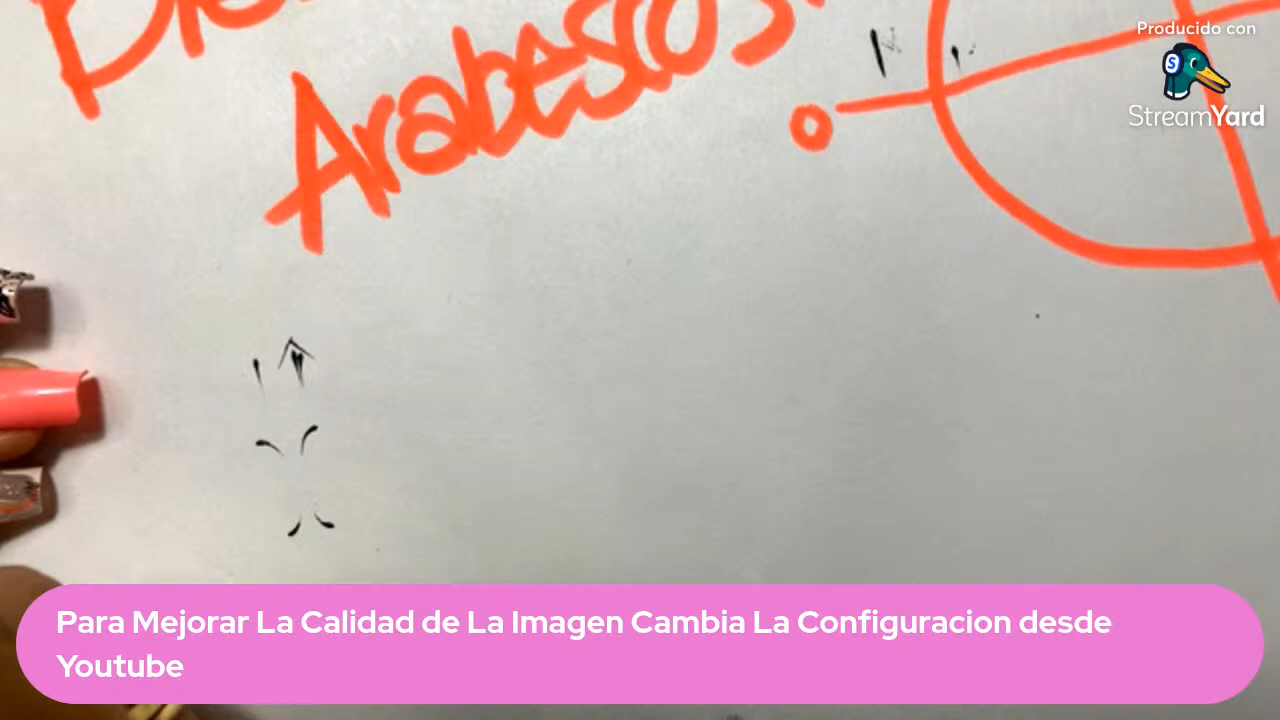 Arabescos
Producido con
StreamYard
Para Mejorar La Calidad de La Imagen Cambia La Configuracion desde
Youtube